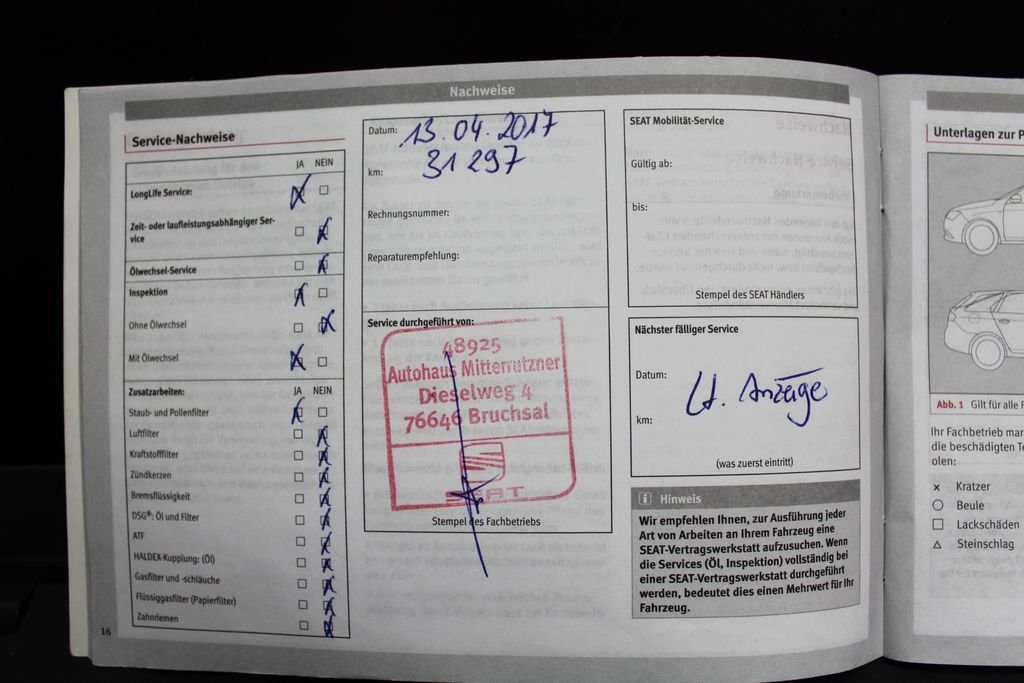 Nachweise
Service-Nachweise
JA NEIN
LongLife Service:
Zeit- oder laufleistungsabhängiger Ser-
vice
Ölwechsel-Service
Inspektion
Ohne Ölwechsel
Mit Ölwechsel
Zusatzarbeiten: JA NEIN
Staub- und Pollenfilter
Luftfilter
Kraftstofffilter
Zündkerzen
Bremsflüssigkeit
DSG®: Öl und Filter
ATF
HALDEX-Kupplung: (Öl)
Gasfilter und -schläuche
Flüssiggasfilter (Papierfilter)
Zahnriemen
16
Datum: 13.04.2017
km: 31297
Rechnungsnummer:
Reparaturempfehlung:
Service durchgeführt von:
48925
Autohaus Mitterrutzner
Dieselweg 4
76646 Bruchsal
SEAT
Stempel des Fachbetriebs
SEAT Mobilität-Service
Gültig ab:
bis:
Stempel des SEAT Händlers
Nächster fälliger Service
Datum:
Lt. Anzeige
km:
(was zuerst eintritt)
i Hinweis
Wir empfehlen Ihnen, zur Ausführung jeder
Art von Arbeiten an Ihrem Fahrzeug eine
SEAT-Vertragswerkstatt aufzusuchen. Wenn
die Services (Öl, Inspektion) vollständig bei
einer SEAT-Vertragswerkstatt durchgeführt
werden, bedeutet dies einen Mehrwert für Ihr
Fahrzeug.
Unterlagen zur P
Abb. 1 Gilt für alle F
Ihr Fachbetrieb mar
die beschädigten Te
olen:
Kratzer
Beule
Lackschäden
Steinschlag